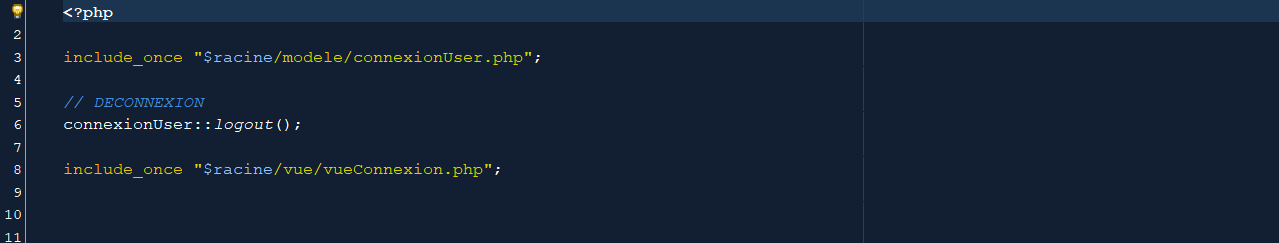 <?php
2
3 include_once "$racine/modele/connexionUser.php";
4
5 // DECONNEXION
6 connexionUser::logout();
7
8 include_once "$racine/vue/vueConnexion.php";
9
10
11